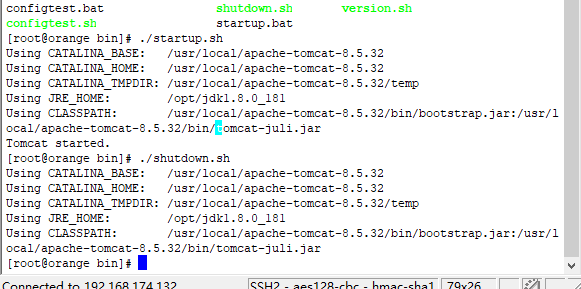 configtest.bat shutdown.sh version.sh
configtest.sh startup.bat
[root@orange bin]# ./startup.sh
Using CATALINA_BASE: /usr/local/apache-tomcat-8.5.32
Using CATALINA_HOME: /usr/local/apache-tomcat-8.5.32
Using CATALINA_TMPDIR: /usr/local/apache-tomcat-8.5.32/temp
Using JRE_HOME: /opt/jdk1.8.0_181
Using CLASSPATH: /usr/local/apache-tomcat-8.5.32/bin/bootstrap.jar:/usr/l
ocal/apache-tomcat-8.5.32/bin/tomcat-juli.jar
Tomcat started.
[root@orange bin]# ./shutdown.sh
Using CATALINA_BASE: /usr/local/apache-tomcat-8.5.32
Using CATALINA_HOME: /usr/local/apache-tomcat-8.5.32
Using CATALINA_TMPDIR: /usr/local/apache-tomcat-8.5.32/temp
Using JRE_HOME: /opt/jdk1.8.0_181
Using CLASSPATH: /usr/local/apache-tomcat-8.5.32/bin/bootstrap.jar:/usr/l
ocal/apache-tomcat-8.5.32/bin/tomcat-juli.jar
[root@orange bin]#
Connected to 192.168.174.132 SSH2 - aes128-cbc - hmac-sha1 79x26